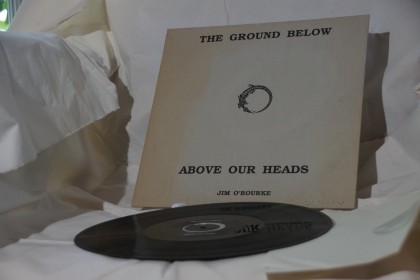 THE GROUND BELOW
ABOVE OUR HEADS
JIM O'ROURKE